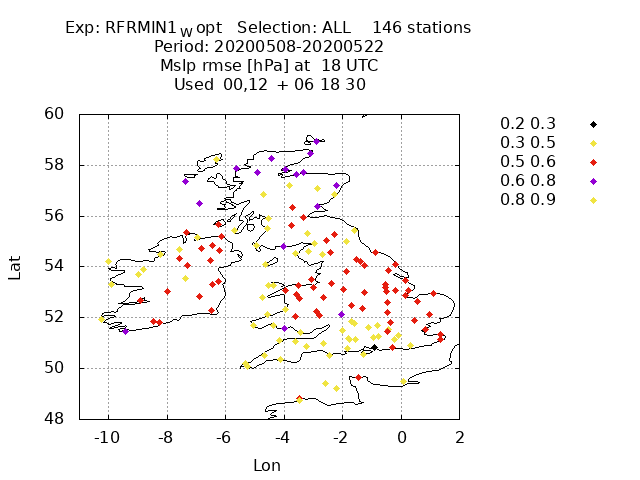 Exp: RFRMIN1_W opt Selection: ALL 146 stations
Period: 20200508-20200522
Mslp rmse [hPa] at 18 UTC
Used 00,12 + 06 18 30
0.2 0.3
0.3 0.5
0.5 0.6
0.6 0.8
0.8 0.9
60
58
56
54
52
50
48
Lat
-10 -8 -6 -4 -2 0 2
Lon